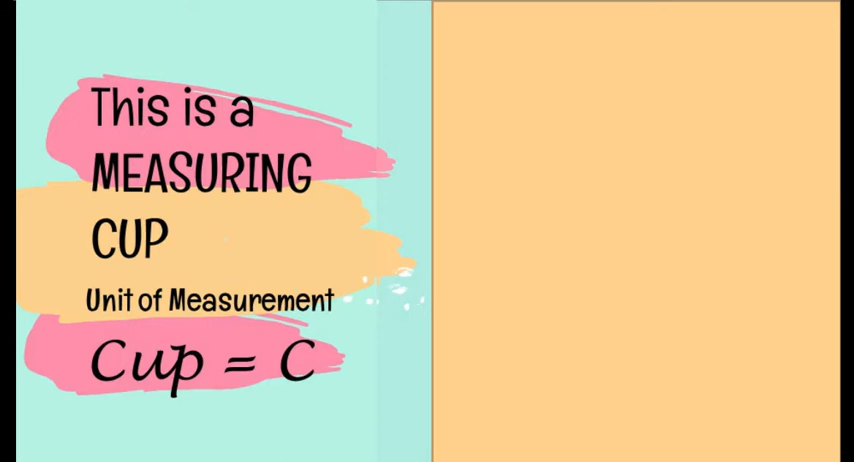 This is a
MEASURING
CUP
Unit of Measurement
Cup = C